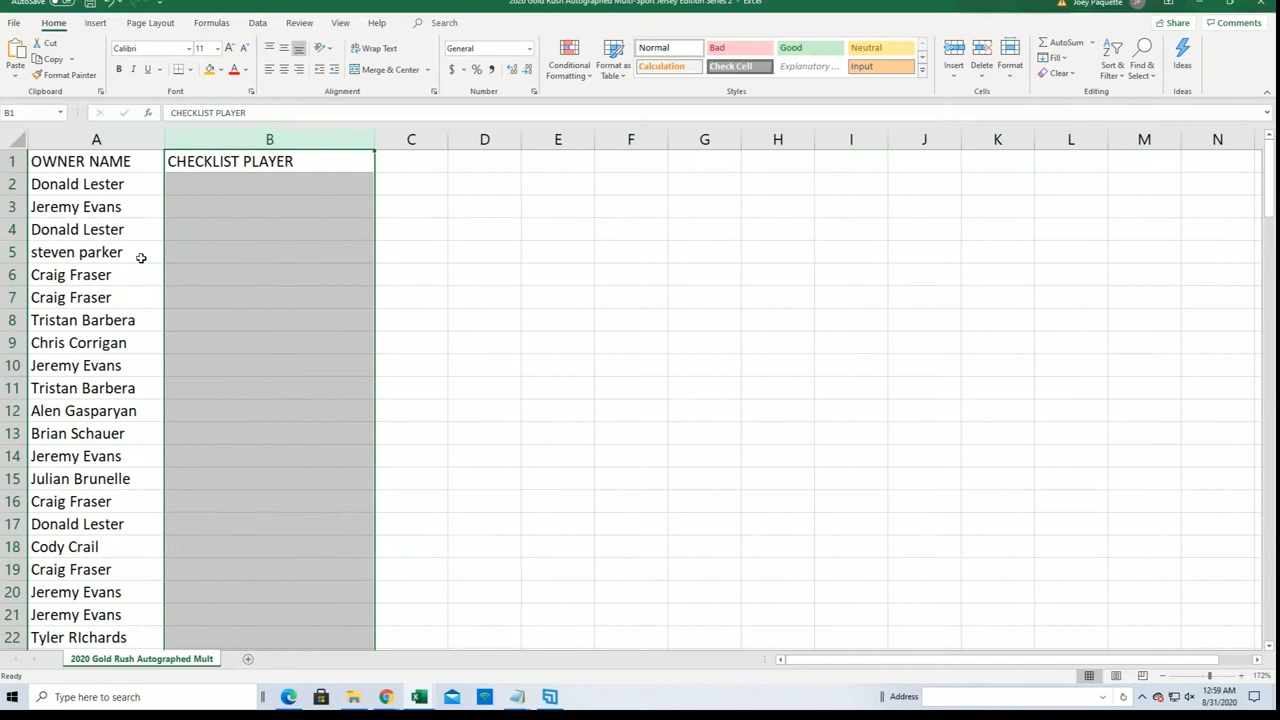 AutoSave Off 2020 Gold Rush Autographed Multi-Sport Jersey Edition Series 2 - Excel Joey Paquette JP
File Home Insert Page Layout Formulas Data Review View Help Search Share Comments
Paste Cut Copy Format Painter Clipboard
Calibri 11 B I U Font
Wrap Text Merge & Center Alignment
General $ % Number
Conditional Formatting Format as Table
Normal Bad Good Neutral
Calculation Check Cell Explanatory ... Input
Styles
Insert Delete Format Cells
AutoSum Fill Clear Sort & Filter Find & Select Editing
Ideas Ideas
B1 fx CHECKLIST PLAYER
A B C D E F G H I J K L M N
1 OWNER NAME CHECKLIST PLAYER
2 Donald Lester
3 Jeremy Evans
4 Donald Lester
5 steven parker
6 Craig Fraser
7 Craig Fraser
8 Tristan Barbera
9 Chris Corrigan
10 Jeremy Evans
11 Tristan Barbera
12 Alen Gasparyan
13 Brian Schauer
14 Jeremy Evans
15 Julian Brunelle
16 Craig Fraser
17 Donald Lester
18 Cody Crail
19 Craig Fraser
20 Jeremy Evans
21 Jeremy Evans
22 Tyler RIchards
2020 Gold Rush Autographed Mult
Ready 172%
Type here to search Address 12:59 AM
8/31/2020